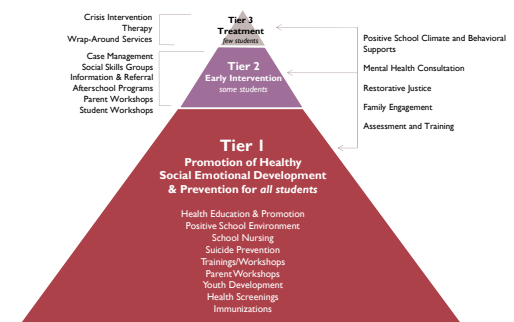 Crisis Intervention
Therapy
Wrap-Around Services
Case Management
Social Skills Groups
Information & Referral
Afterschool Programs
Parent Workshops
Student Workshops
Tier 3
Treatment
few students
Tier 2
Early Intervention
some students
Tier 1
Promotion of Healthy
Social Emotional Development
& Prevention for all students
Health Education & Promotion
Positive School Environment
School Nursing
Suicide Prevention
Trainings/Workshops
Parent Workshops
Youth Development
Health Screenings
Immunizations
Positive School Climate and Behavioral
Supports
Mental Health Consultation
Restorative Justice
Family Engagement
Assessment and Training